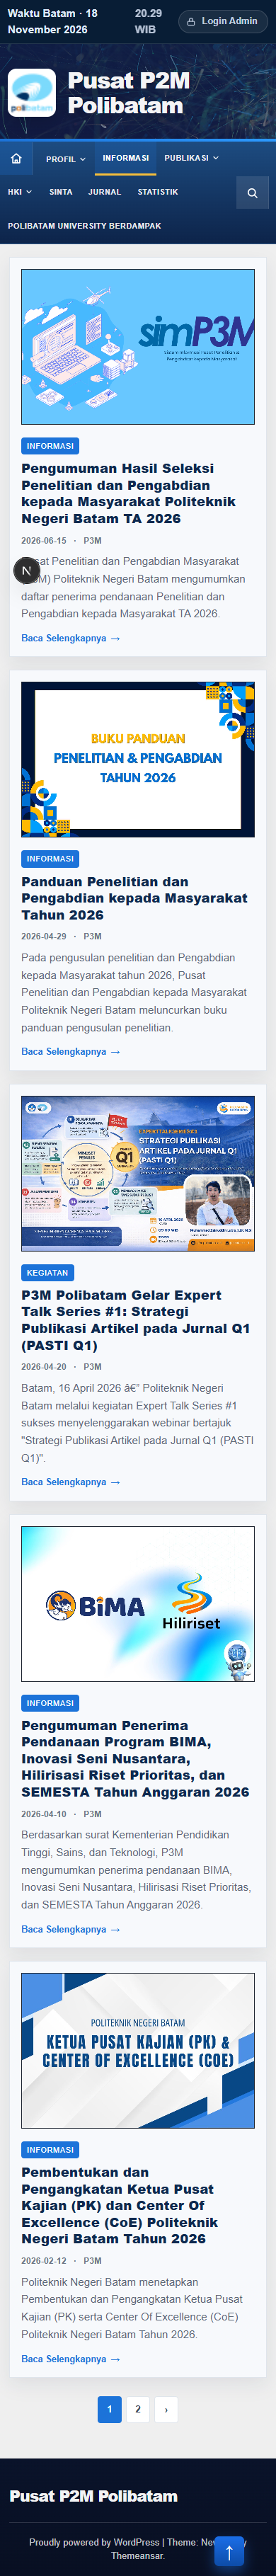 Waktu Batam · 18
November 2026
20.29
WIB
Login Admin
polibatam
Pusat P2M
Polibatam
PROFIL
INFORMASI
PUBLIKASI
HKI
SINTA
JURNAL
STATISTIK
POLIBATAM UNIVERSITY BERDAMPAK
simP3M
INFORMASI
Pengumuman Hasil Seleksi
Penelitian dan Pengabdian
kepada Masyarakat Politeknik
Negeri Batam TA 2026
2026-06-15 · P3M
Penelitian dan Pengabdian Masyarakat
Politeknik Negeri Batam mengumumkan
daftar penerima pendanaan Penelitian dan
Pengabdian kepada Masyarakat TA 2026.
Baca Selengkapnya →
BUKU PANDUAN
PENELITIAN & PENGABDIAN
TAHUN 2026
INFORMASI
Panduan Penelitian dan
Pengabdian kepada Masyarakat
Tahun 2026
2026-04-29 · P3M
Pada pengusulan penelitian dan Pengabdian
kepada Masyarakat tahun 2026, Pusat
Penelitian dan Pengabdian kepada Masyarakat
Politeknik Negeri Batam meluncurkan buku
panduan pengusulan penelitian.
Baca Selengkapnya →
STRATEGI PUBLIKASI
ARTIKEL PADA JURNAL Q1
(PASTI Q1)
Q1
KEGIATAN
P3M Polibatam Gelar Expert
Talk Series #1: Strategi
Publikasi Artikel pada Jurnal Q1
(PASTI Q1)
2026-04-20 · P3M
Batam, 16 April 2026 â€” Politeknik Negeri
Batam melalui kegiatan Expert Talk Series #1
sukses menyelenggarakan webinar bertajuk
"Strategi Publikasi Artikel pada Jurnal Q1 (PASTI
Q1)".
Baca Selengkapnya →
BIMA
Hiliriset
INFORMASI
Pengumuman Penerima
Pendanaan Program BIMA,
Inovasi Seni Nusantara,
Hilirisasi Riset Prioritas, dan
SEMESTA Tahun Anggaran 2026
2026-04-10 · P3M
Berdasarkan surat Kementerian Pendidikan
Tinggi, Sains, dan Teknologi, P3M
mengumumkan penerima pendanaan BIMA,
Inovasi Seni Nusantara, Hilirisasi Riset Prioritas,
dan SEMESTA Tahun Anggaran 2026.
Baca Selengkapnya →
POLITEKNIK NEGERI BATAM
KETUA PUSAT KAJIAN (PK) &
CENTER OF EXCELLENCE (COE)
INFORMASI
Pembentukan dan
Pengangkatan Ketua Pusat
Kajian (PK) dan Center Of
Excellence (CoE) Politeknik
Negeri Batam Tahun 2026
2026-02-12 · P3M
Politeknik Negeri Batam menetapkan
Pembentukan dan Pengangkatan Ketua Pusat
Kajian (PK) serta Center Of Excellence (CoE)
Politeknik Negeri Batam Tahun 2026.
Baca Selengkapnya →
1 2 ›
Pusat P2M Polibatam
Proudly powered by WordPress | Theme:
Themeansar.